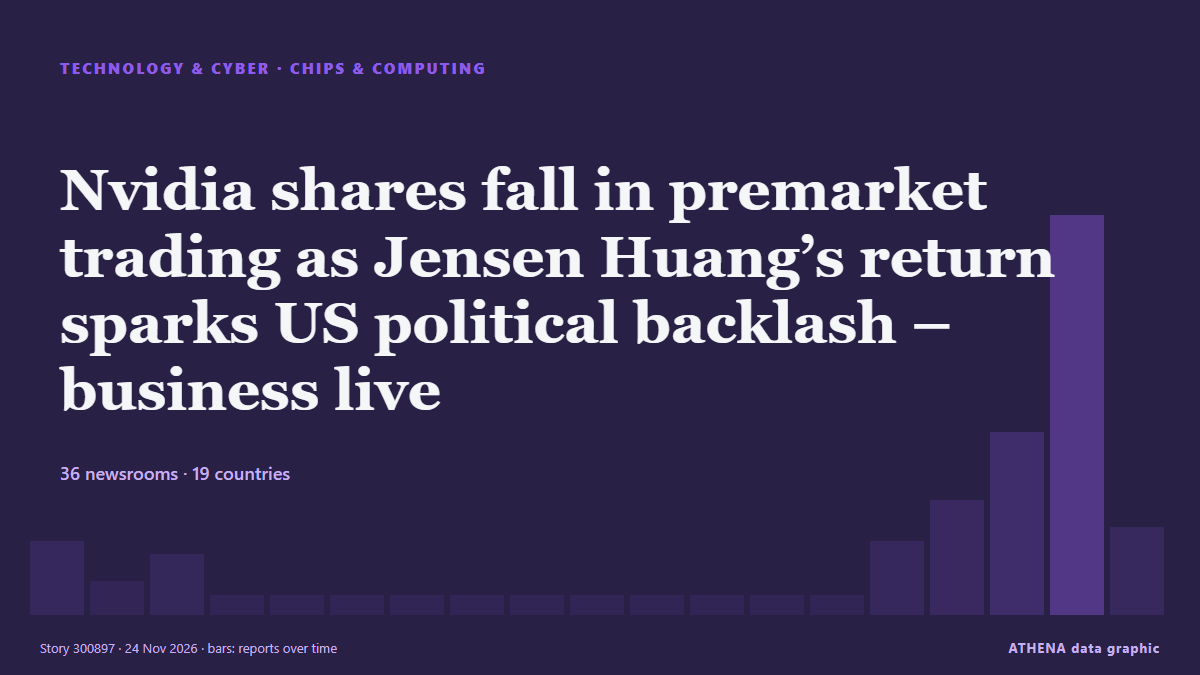 TECHNOLOGY & CYBER · CHIPS & COMPUTING
Nvidia shares fall in premarket
trading as Jensen Huang’s return
sparks US political backlash –
business live
36 newsrooms · 19 countries
Story 300897 · 24 Nov 2026 · bars: reports over time
ATHENA data graphic